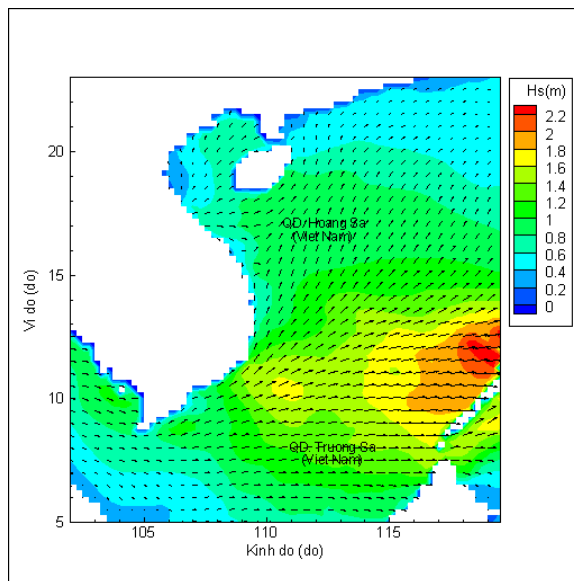 Hs(m)
2.2
2
1.8
1.6
1.4
1.2
1
0.8
0.6
0.4
0.2
0
20
15
10
5
Vi do (do)
QD. Hoang Sa
(Viet Nam)
QD. Truong Sa
(Viet Nam)
105
110
115
Kinh do (do)